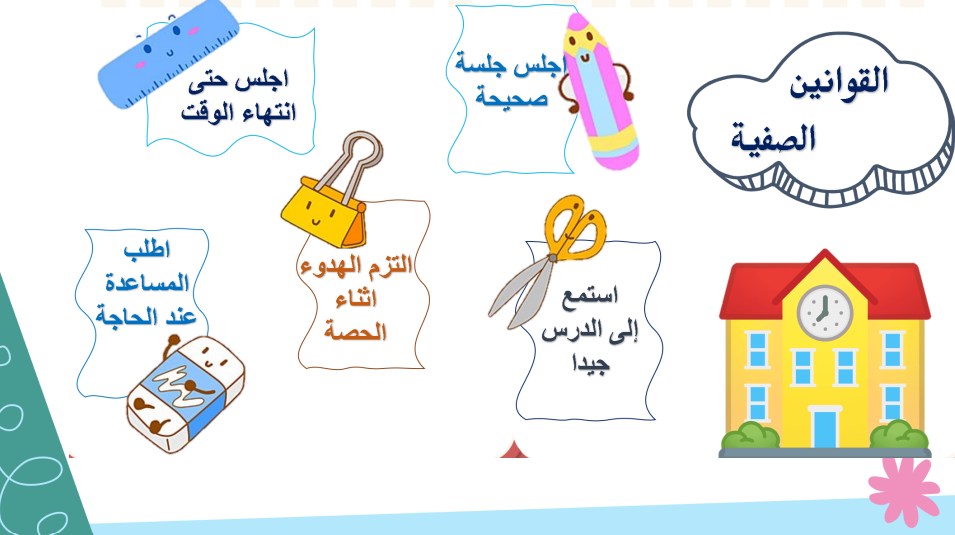 القوانين
الصفية
اجلس جلسة
صحيحة
اجلس حتى
انتهاء الوقت
استمع
إلى الدرس
جيدا
التزم الهدوء
اثناء
الحصة
اطلب
المساعدة
عند الحاجة